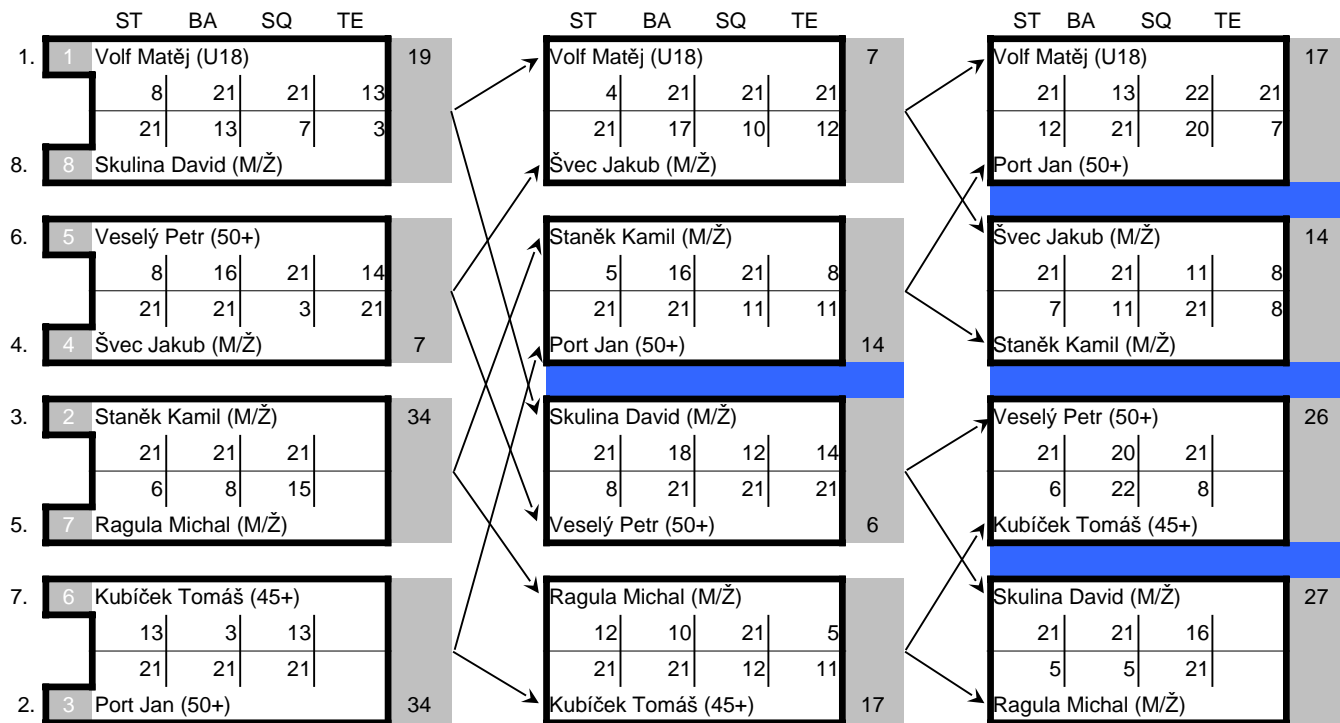 ST BA SQ TE ST BA SQ TE ST BA SQ TE
1. 1 Volf Matěj (U18) 19 Volf Matěj (U18) 7 Volf Matěj (U18) 17
8 21 21 13 4 21 21 21 21 13 22 21
21 13 7 3 21 17 10 12 12 21 20 7
8. 8 Skulina David (M/Ž) Švec Jakub (M/Ž) Port Jan (50+)
6. 5 Veselý Petr (50+) Staněk Kamil (M/Ž) Švec Jakub (M/Ž) 14
8 16 21 14 5 16 21 8 21 21 11 8
21 21 3 21 21 21 11 11 7 11 21 8
4. 4 Švec Jakub (M/Ž) 7 Port Jan (50+) 14 Staněk Kamil (M/Ž)
3. 2 Staněk Kamil (M/Ž) 34 Skulina David (M/Ž) Veselý Petr (50+) 26
21 21 21 21 18 12 14 21 20 21
6 8 15 8 21 21 21 6 22 8
5. 7 Ragula Michal (M/Ž) Veselý Petr (50+) 6 Kubíček Tomáš (45+)
7. 6 Kubíček Tomáš (45+) Ragula Michal (M/Ž) Skulina David (M/Ž) 27
13 3 13 12 10 21 5 21 21 16
21 21 21 21 21 12 11 5 5 21
2. 3 Port Jan (50+) 34 Kubíček Tomáš (45+) 17 Ragula Michal (M/Ž)